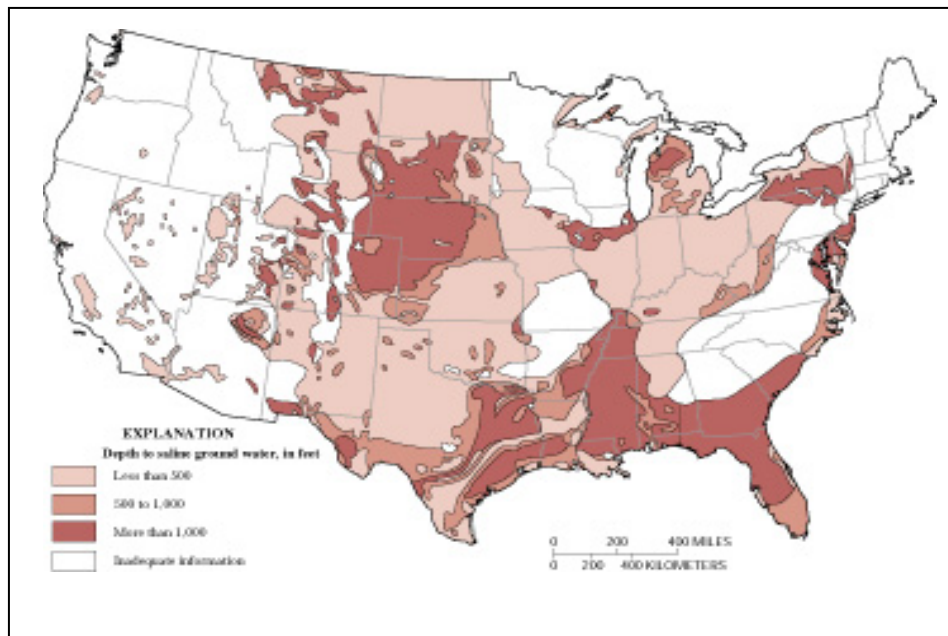 EXPLANATION
Depth to saline ground water, in feet
Less than 500
500 to 1,000
More than 1,000
Inadequate information
0 200 400 MILES
0 200 400 KILOMETERS